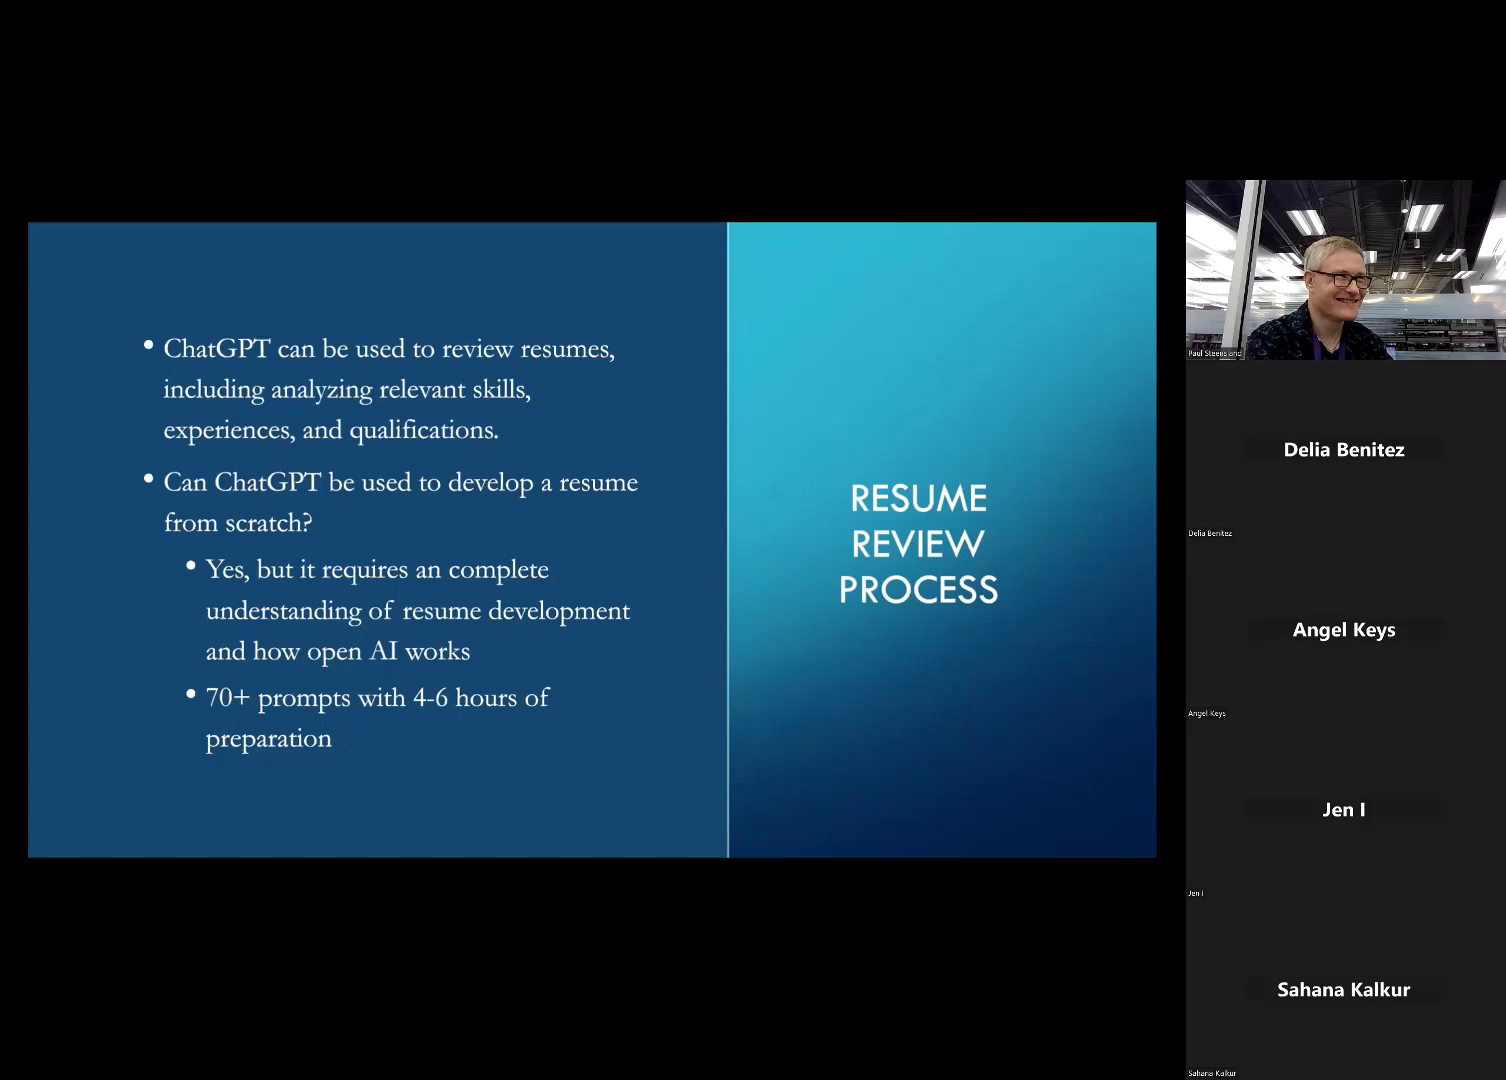 • ChatGPT can be used to review resumes,
including analyzing relevant skills,
experiences, and qualifications.
• Can ChatGPT be used to develop a resume
from scratch?
• Yes, but it requires an complete
understanding of resume development
and how open AI works
• 70+ prompts with 4-6 hours of
preparation
RESUME
REVIEW
PROCESS
Paul Steensland
Delia Benitez
Delia Benitez
Angel Keys
Angel Keys
Jen I
Jen I
Sahana Kalkur
Sahana Kalkur